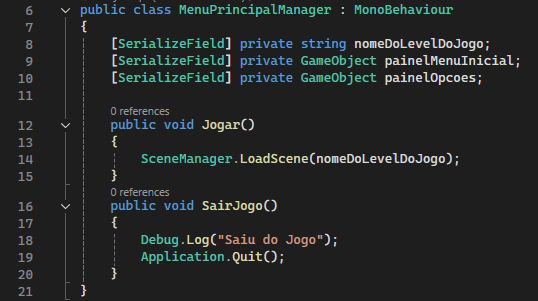 6 public class MenuPrincipalManager : MonoBehaviour
7 {
8 [SerializeField] private string nomeDoLevelDoJogo;
9 [SerializeField] private GameObject painelMenuInicial;
10 [SerializeField] private GameObject painelOpcoes;
11
0 references
12 public void Jogar()
13 {
14 SceneManager.LoadScene(nomeDoLevelDoJogo);
15 }
0 references
16 public void SairJogo()
17 {
18 Debug.Log("Saiu do Jogo");
19 Application.Quit();
20 }
21 }